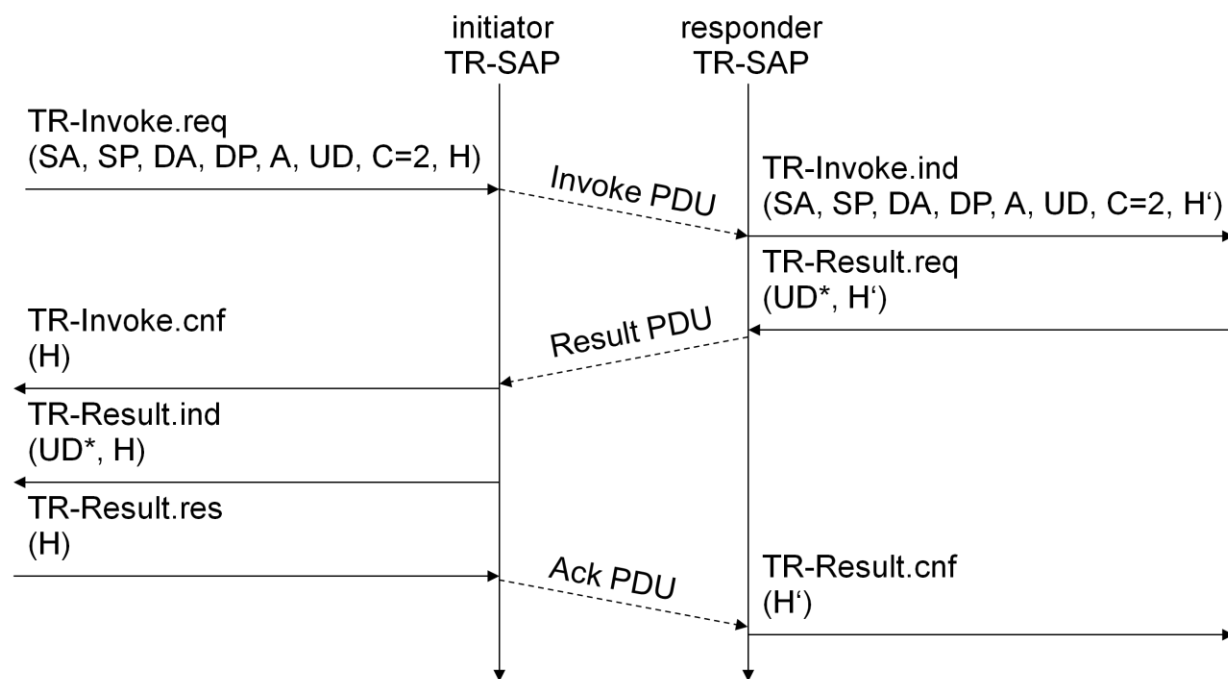 initiator
TR-SAP
responder
TR-SAP
TR-Invoke.req
(SA, SP, DA, DP, A, UD, C=2, H)
Invoke PDU
TR-Invoke.ind
(SA, SP, DA, DP, A, UD, C=2, H‘)
TR-Result.req
(UD*, H‘)
Result PDU
TR-Invoke.cnf
(H)
TR-Result.ind
(UD*, H)
TR-Result.res
(H)
Ack PDU
TR-Result.cnf
(H‘)